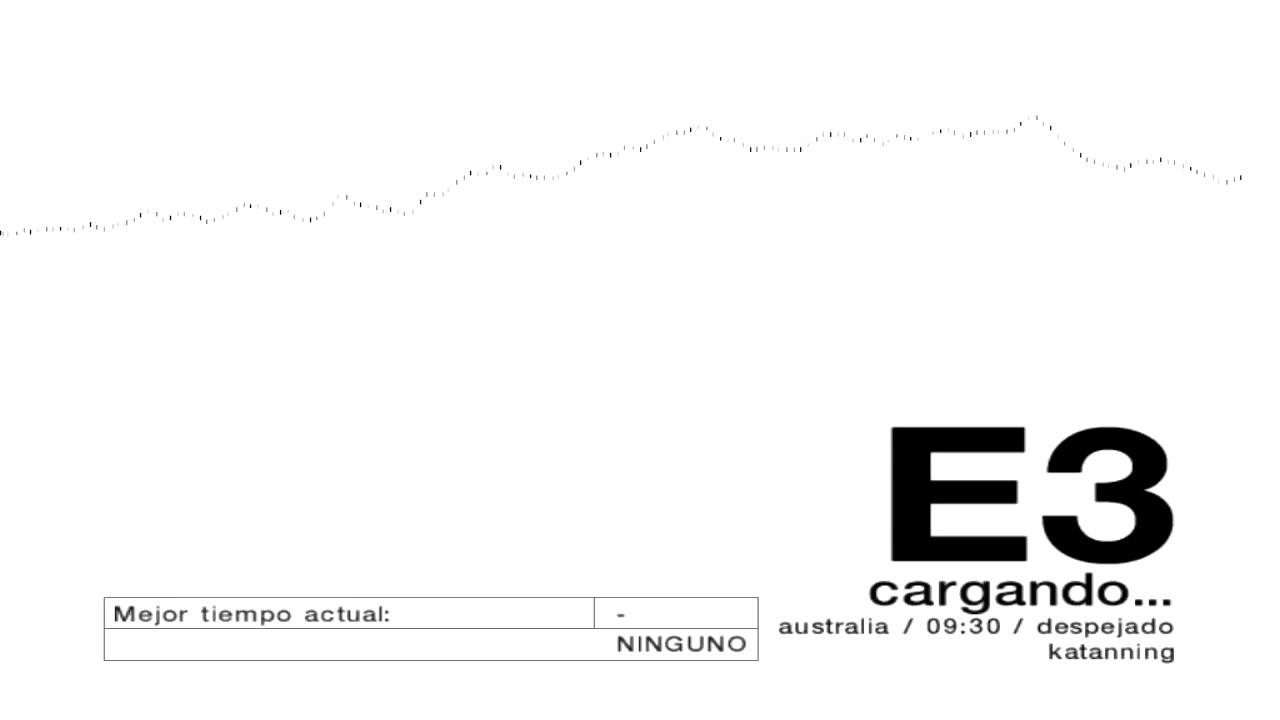 E3
cargando...
australia / 09:30 / despejado
katanning
Mejor tiempo actual: -
NINGUNO